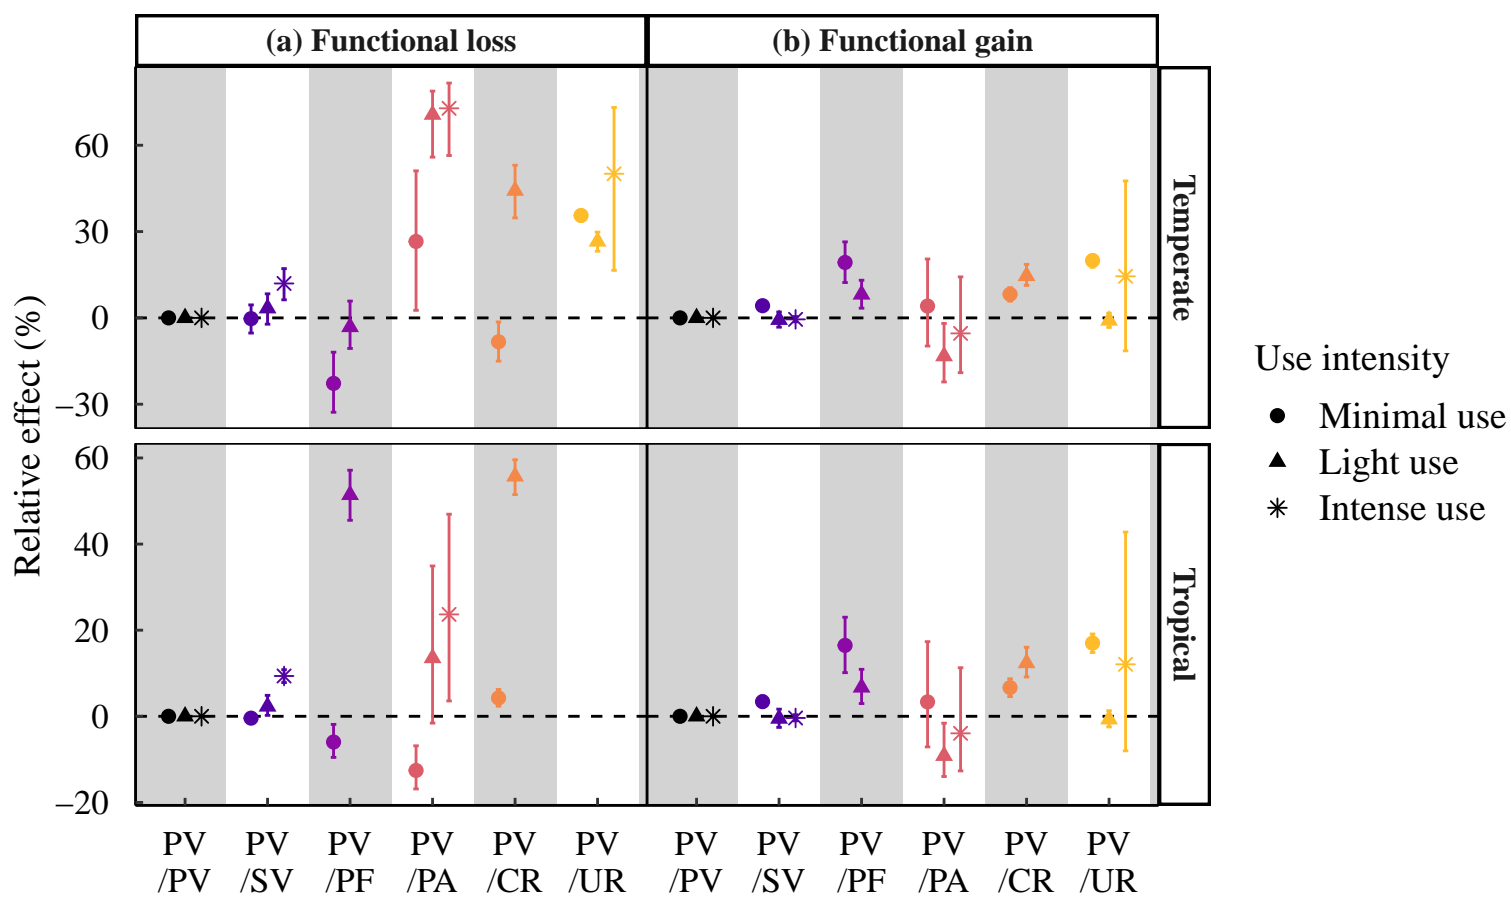 (a) Functional loss
(b) Functional gain
Relative effect (%)
60
30
0
−30
Temperate
60
40
20
0
−20
Tropical
PV PV PV PV PV PV PV PV PV PV PV PV
/PV /SV /PF /PA /CR /UR /PV /SV /PF /PA /CR /UR
Use intensity
Minimal use
Light use
Intense use